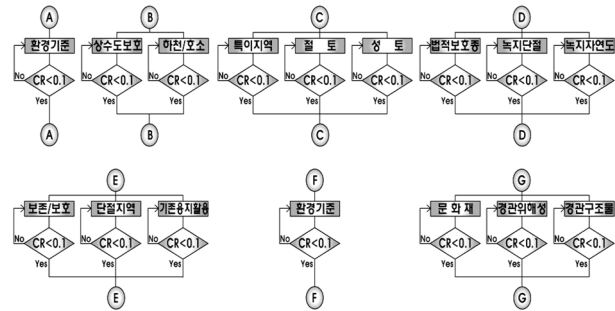 A B C D
환경기준 상수도보호 하천/호소 특이지역 절 토 성 토 법적보호종 녹지단절 녹지자연도
No CR<0.1 No CR<0.1 No CR<0.1 No CR<0.1 No CR<0.1 No CR<0.1 No CR<0.1 No CR<0.1 No CR<0.1
Yes Yes Yes Yes Yes Yes Yes Yes Yes
A B C D
E F G
보존/보호 단절지역 기존용지활용 환경기준 문 화 재 경관위해성 경관구조물
No CR<0.1 No CR<0.1 No CR<0.1 No CR<0.1 No CR<0.1 No CR<0.1 No CR<0.1
Yes Yes Yes Yes Yes Yes Yes
E F G